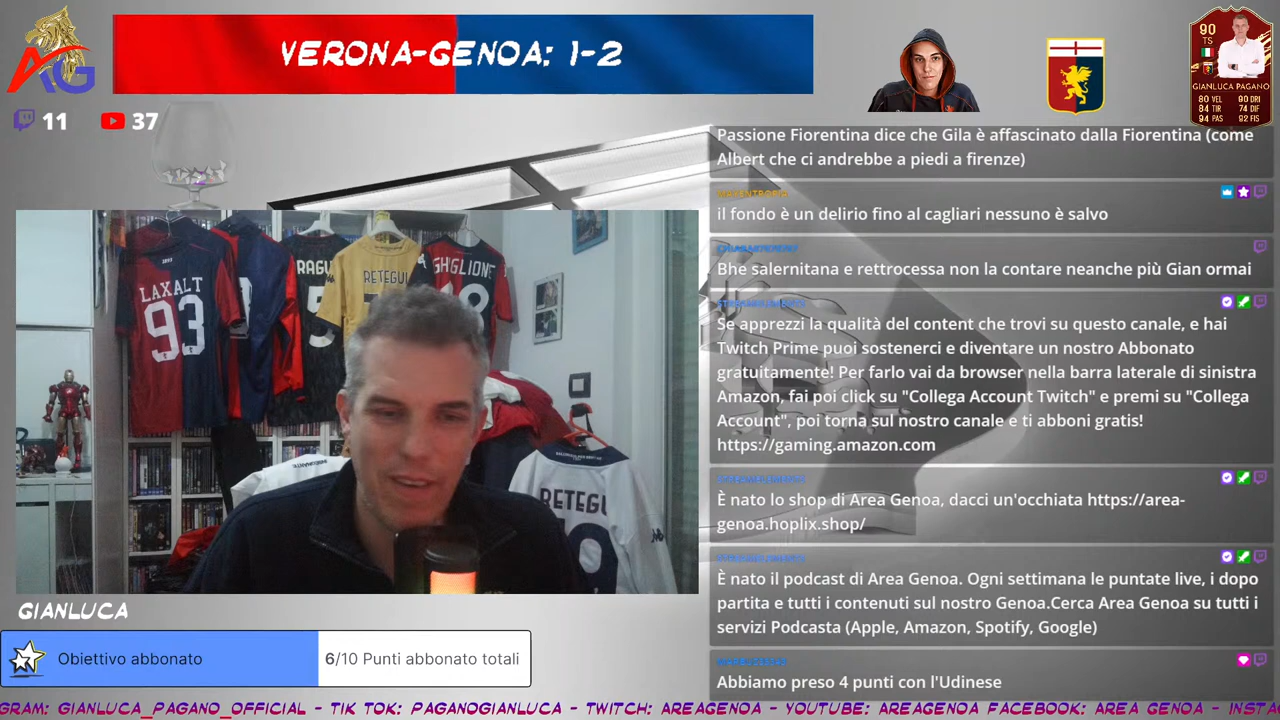 VERONA-GENOA: 1-2
AG
90
TS
GIANLUCA PAGANO
80 VEL 90 DRI
84 TIR 74 DIF
94 PAS 92 FIS
11 37
Passione Fiorentina dice che Gila è affascinato dalla Fiorentina (come
Albert che ci andrebbe a piedi a firenze)
il fondo è un delirio fino al cagliari nessuno è salvo
Bhe salernitana e rettrocessa non la contare neanche più Gian ormai
Se apprezzi la qualità del content che trovi su questo canale, e hai
Twitch Prime puoi sostenerci e diventare un nostro Abbonato
gratuitamente! Per farlo vai da browser nella barra laterale di sinistra
Amazon, fai poi click su "Collega Account Twitch" e premi su "Collega
Account", poi torna sul nostro canale e ti abboni gratis!
https://gaming.amazon.com
È nato lo shop di Area Genoa, dacci un'occhiata https://area-
genoa.hoplix.shop/
È nato il podcast di Area Genoa. Ogni settimana le puntate live, i dopo
partita e tutti i contenuti sul nostro Genoa.Cerca Area Genoa su tutti i
servizi Podcasta (Apple, Amazon, Spotify, Google)
Abbiamo preso 4 punti con l'Udinese
LAXALT
93
RAGU
5
RETEGUI
GHIGLIONE
RETEGU
GIANLUCA
Obiettivo abbonato
6/10 Punti abbonato totali
GRAM: GIANLUCA_PAGANO_OFFICIAL - TIK TOK: PAGANOGIANLUCA - TWITCH: AREAGENOA - YOUTUBE: AREAGENOA FACEBOOK: AREA GENOA - INSTA